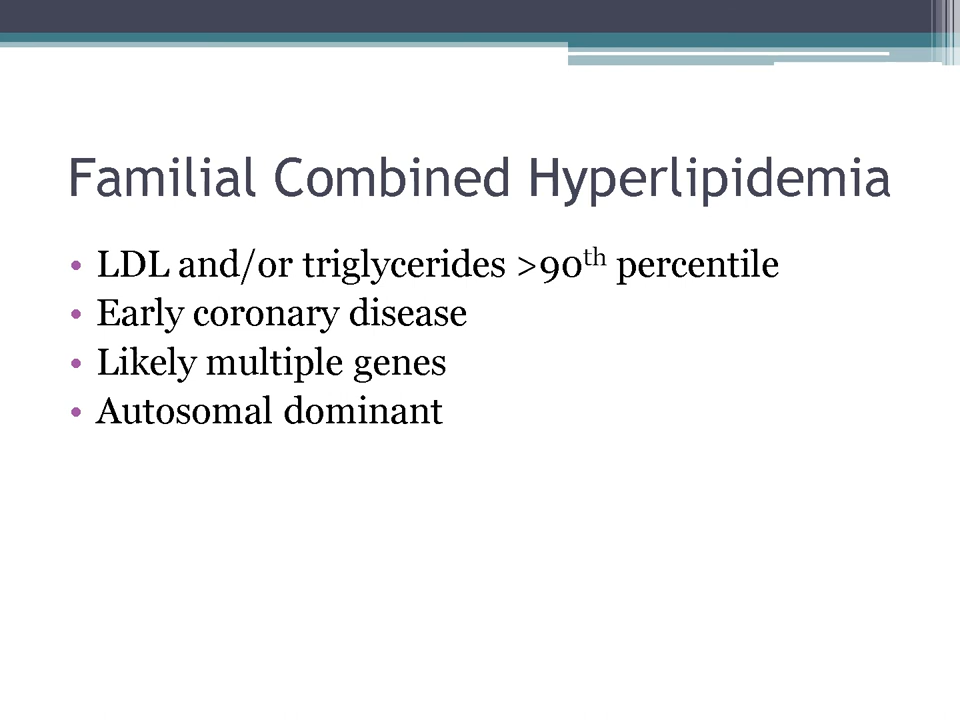 Familial Combined Hyperlipidemia
• LDL and/or triglycerides >90th percentile
• Early coronary disease
• Likely multiple genes
• Autosomal dominant